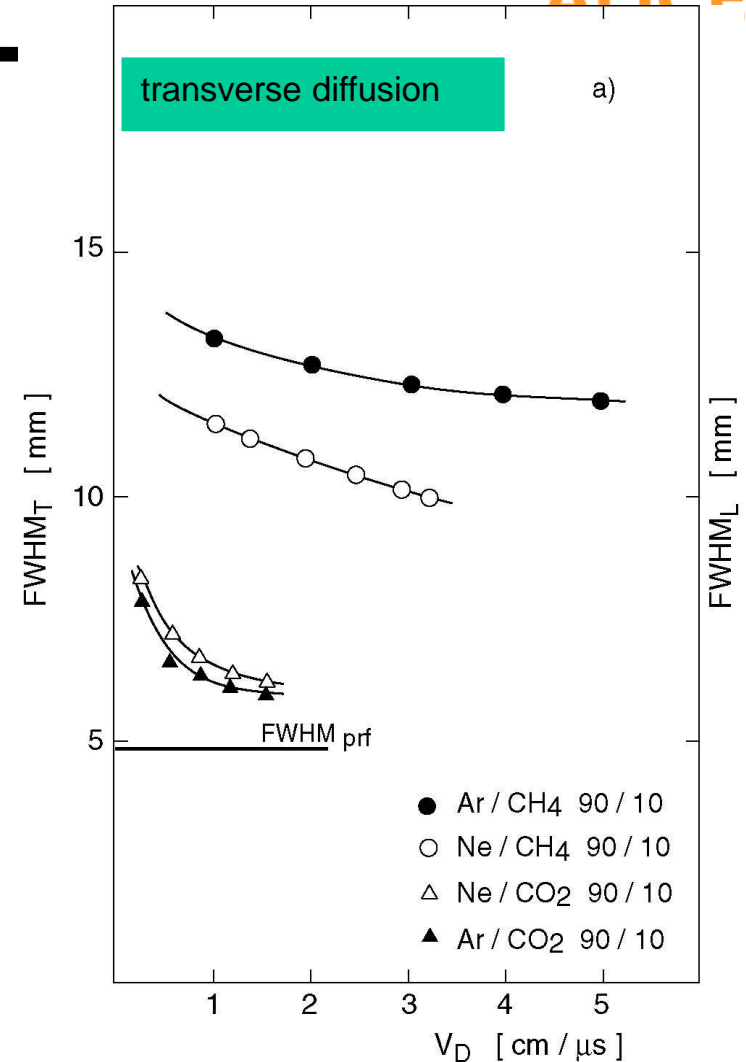 transverse diffusion
a)
15
10
5
FWHM_T [ mm ]
FWHM_L [ mm ]
FWHM prf
● Ar / CH4 90 / 10
○ Ne / CH4 90 / 10
△ Ne / CO2 90 / 10
▲ Ar / CO2 90 / 10
1 2 3 4 5
V_D [ cm / μs ]